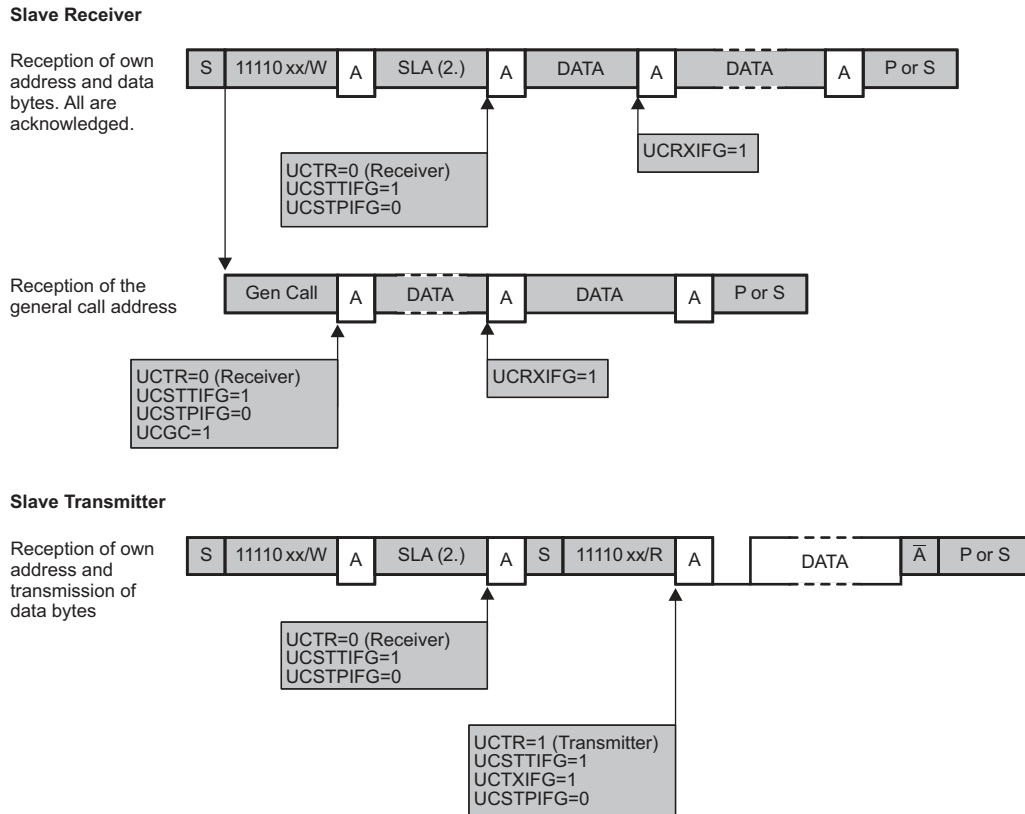 Slave Receiver
Reception of own
address and data
bytes. All are
acknowledged.
S 11110 xx/W A SLA (2.) A DATA A DATA A P or S
UCTR=0 (Receiver)
UCSTTIFG=1
UCSTPIFG=0
UCRXIFG=1
Reception of the
general call address
Gen Call A DATA A DATA A P or S
UCTR=0 (Receiver)
UCSTTIFG=1
UCSTPIFG=0
UCGC=1
UCRXIFG=1
Slave Transmitter
Reception of own
address and
transmission of
data bytes
S 11110 xx/W A SLA (2.) A S 11110 xx/R A DATA A̅ P or S
UCTR=0 (Receiver)
UCSTTIFG=1
UCSTPIFG=0
UCTR=1 (Transmitter)
UCSTTIFG=1
UCTXIFG=1
UCSTPIFG=0